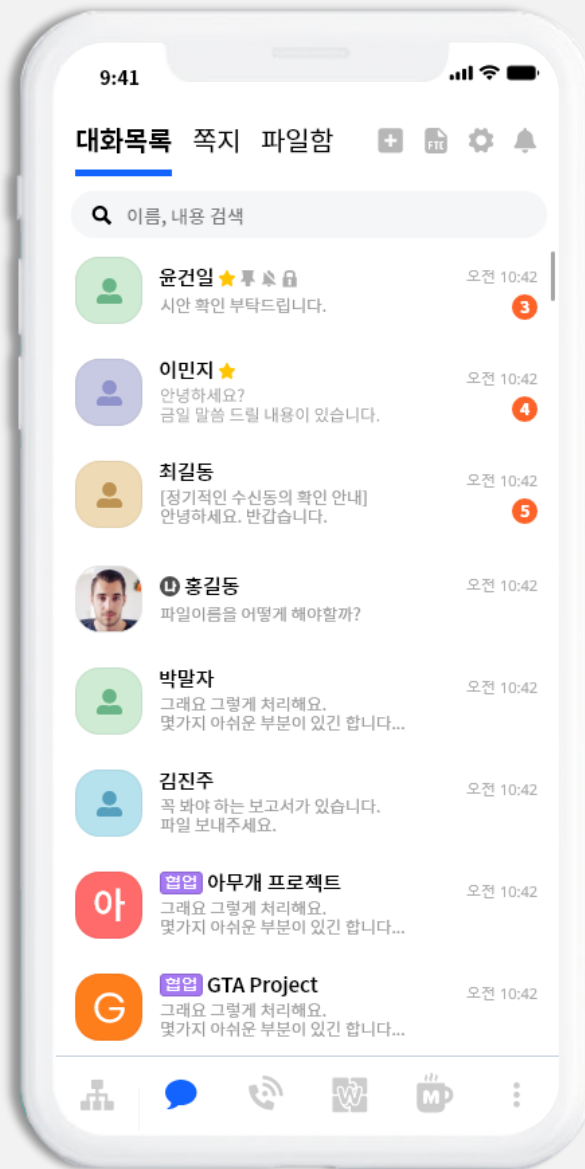 9:41
대화목록 쪽지 파일함 FTC
이름, 내용 검색
윤건일 오전 10:42
시안 확인 부탁드립니다. 3
이민지 오전 10:42
안녕하세요?
금일 말씀 드릴 내용이 있습니다. 4
최길동 오전 10:42
[정기적인 수신동의 확인 안내]
안녕하세요. 반갑습니다. 5
나 홍길동 오전 10:42
파일이름을 어떻게 해야할까?
박말자 오전 10:42
그래요 그렇게 처리해요.
몇가지 아쉬운 부분이 있긴 합니다...
김진주 오전 10:42
꼭 봐야 하는 보고서가 있습니다.
파일 보내주세요.
아 협업 아무개 프로젝트 오전 10:42
그래요 그렇게 처리해요.
몇가지 아쉬운 부분이 있긴 합니다...
G 협업 GTA Project 오전 10:42
그래요 그렇게 처리해요.
몇가지 아쉬운 부분이 있긴 합니다...
W M